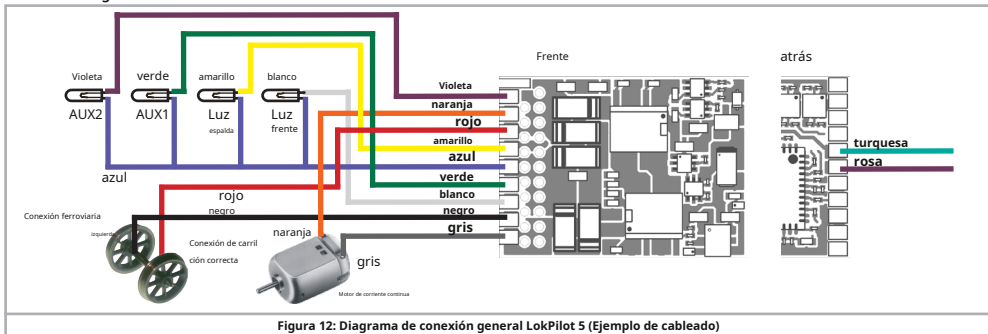 Frente
atrás
Violeta
verde
amarillo
blanco
AUX2
AUX1
Luz
espalda
Luz
frente
Violeta
naranja
rojo
amarillo
azul
verde
blanco
negro
gris
turquesa
rosa
azul
rojo
negro
Conexión ferroviaria
izquierda
Conexión de carril
ción correcta
naranja
gris
Motor de corriente continua
Figura 12: Diagrama de conexión general LokPilot 5 (Ejemplo de cableado)